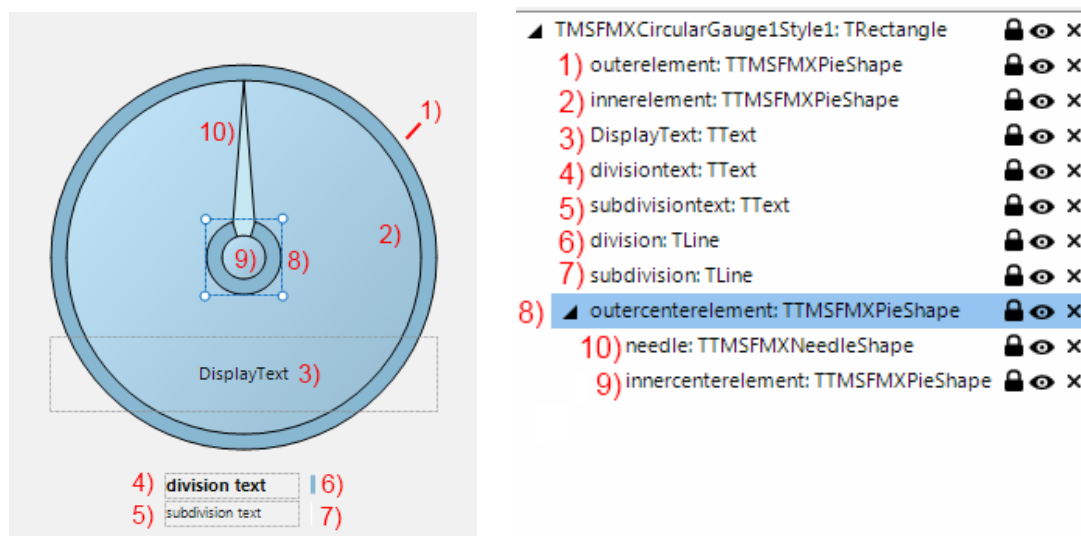 1)
10)
2)
9)
8)
DisplayText 3)
4) division text 6)
5) subdivision text 7)
TMSFMXCircularGauge1Style1: TRectangle
1) outerelement: TTMSFMXPieShape
2) innerelement: TTMSFMXPieShape
3) DisplayText: TText
4) divisiontext: TText
5) subdivisiontext: TText
6) division: TLine
7) subdivision: TLine
8) outercenterelement: TTMSFMXPieShape
10) needle: TTMSFMXNeedleShape
9) innercenterelement: TTMSFMXPieShape